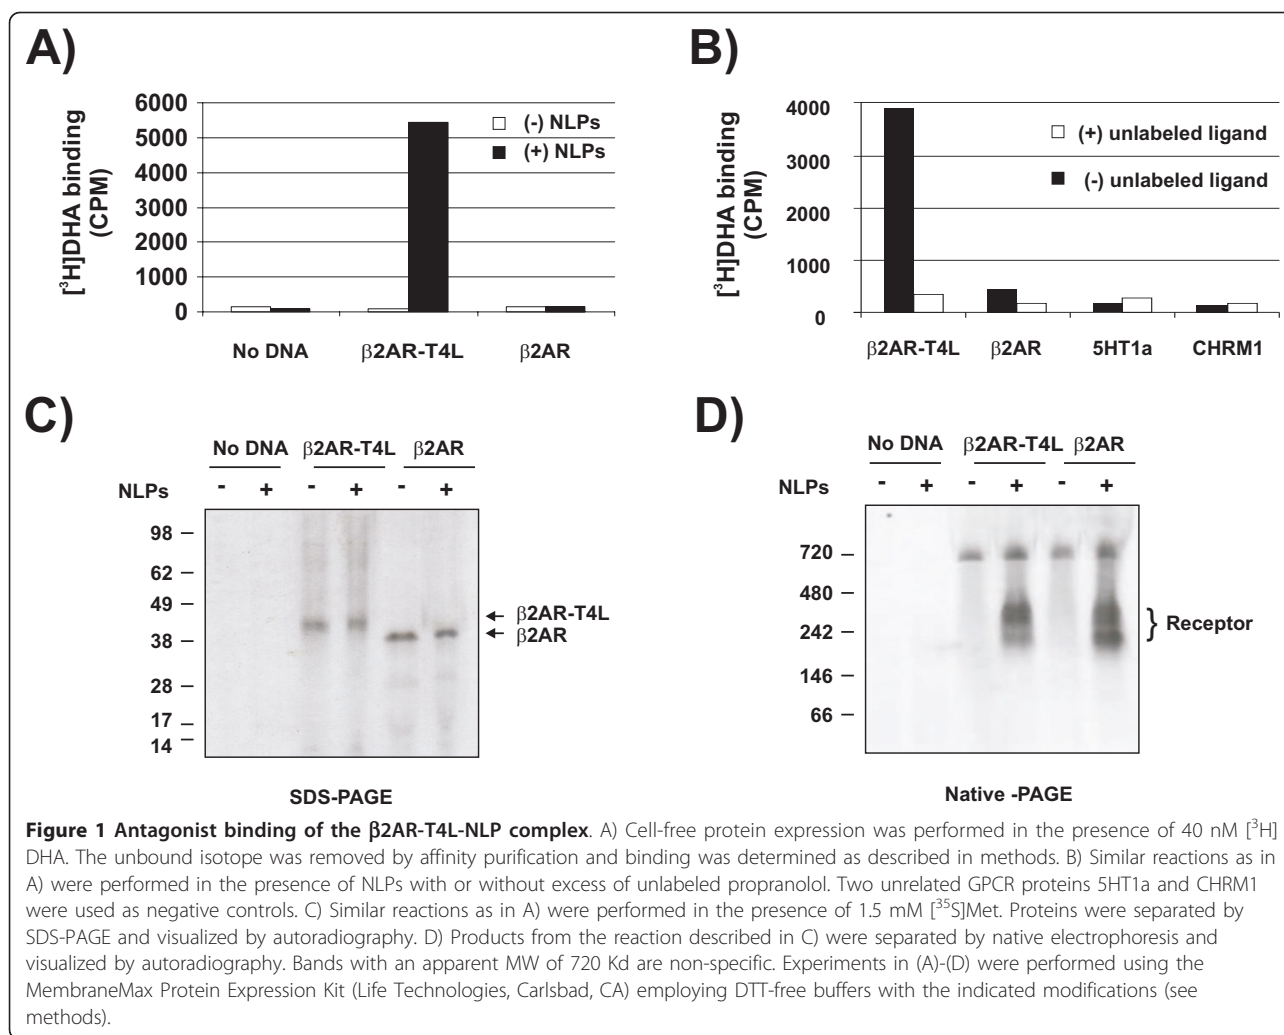 A)
6000
5000
4000
5000
3000
2000
1000
0
[³H]DHA binding
(CPM)
(-) NLPs
(+) NLPs
No DNA
β2AR-T4L
β2AR
B)
4000
3000
4000
1000
0
[³H]DHA binding
(CPM)
(+) unlabeled ligand
(-) unlabeled ligand
β2AR-T4L
β2AR
5HT1a
CHRM1
C)
No DNA β2AR-T4L β2AR
NLPs - + - + - +
98
62
49
38
28
17
14
β2AR-T4L
β2AR
SDS-PAGE
D)
No DNA β2AR-T4L β2AR
NLPs - + - + - +
720
480
242
146
66
} Receptor
Native -PAGE
Figure 1 Antagonist binding of the β2AR-T4L-NLP complex. A) Cell-free protein expression was performed in the presence of 40 nM [³H]
DHA. The unbound isotope was removed by affinity purification and binding was determined as described in methods. B) Similar reactions as in
A) were performed in the presence of NLPs with or without excess of unlabeled propranolol. Two unrelated GPCR proteins 5HT1a and CHRM1
were used as negative controls. C) Similar reactions as in A) were performed in the presence of 1.5 mM [³⁵S]Met. Proteins were separated by
SDS-PAGE and visualized by autoradiography. D) Products from the reaction described in C) were separated by native electrophoresis and
visualized by autoradiography. Bands with an apparent MW of 720 Kd are non-specific. Experiments in (A)-(D) were performed using the
MembraneMax Protein Expression Kit (Life Technologies, Carlsbad, CA) employing DTT-free buffers with the indicated modifications (see
methods).